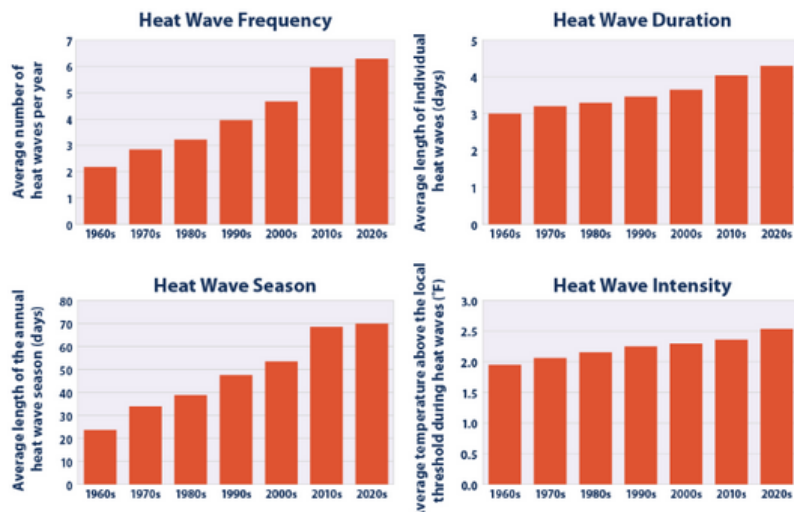 Heat Wave Frequency
Average number of
heat waves per year
7
6
5
4
3
2
1
0
1960s 1970s 1980s 1990s 2000s 2010s 2020s
Heat Wave Duration
Average length of individual
heat waves (days)
5
4
3
2
1
0
1960s 1970s 1980s 1990s 2000s 2010s 2020s
Heat Wave Season
Average length of the annual
heat wave season (days)
80
70
60
50
40
30
20
10
0
1960s 1970s 1980s 1990s 2000s 2010s 2020s
Heat Wave Intensity
Average temperature above the local
threshold during heat waves (°F)
3.0
2.5
2.0
1.5
1.0
0.5
0.0
1960s 1970s 1980s 1990s 2000s 2010s 2020s